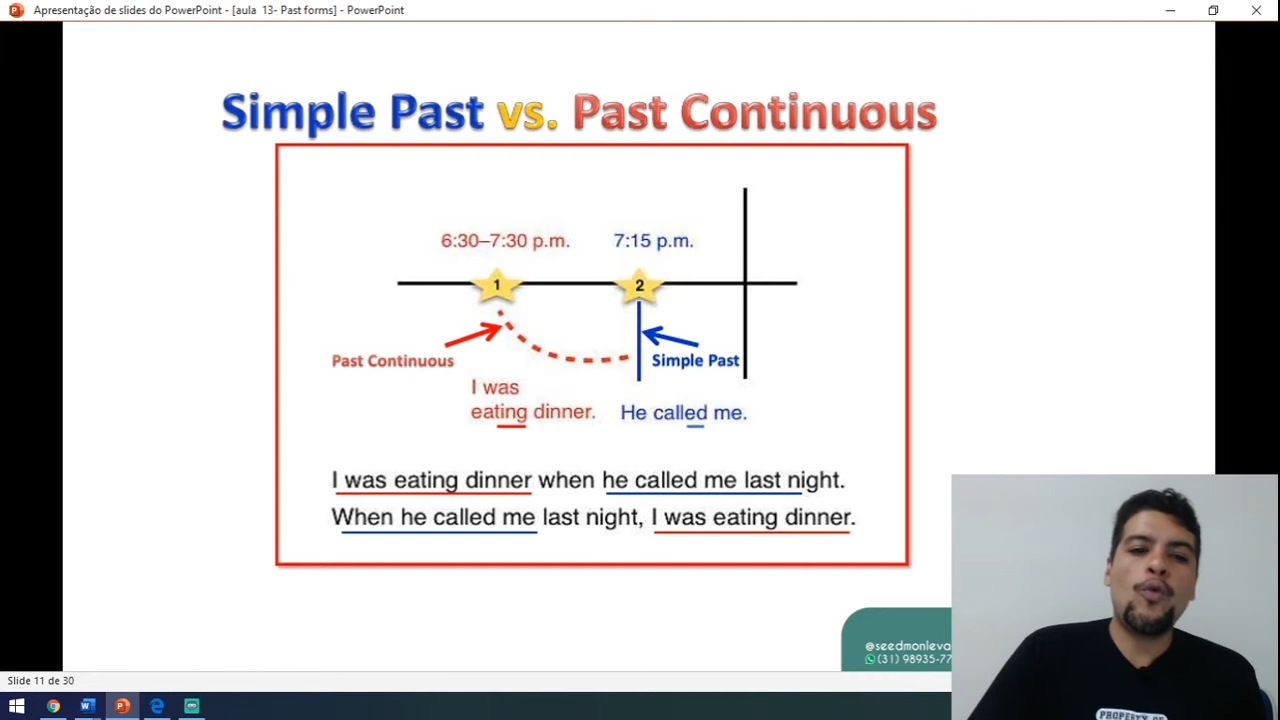 Apresentação de slides do PowerPoint - [aula  13- Past forms] - PowerPoint
Simple Past vs. Past Continuous
6:30–7:30 p.m.
7:15 p.m.
1
2
Past Continuous
Simple Past
I was
eating dinner.
He called me.
I was eating dinner when he called me last night.
When he called me last night, I was eating dinner.
@seedmonleva
(31) 98935-77
PROPERTY OF
Slide 11 de 30